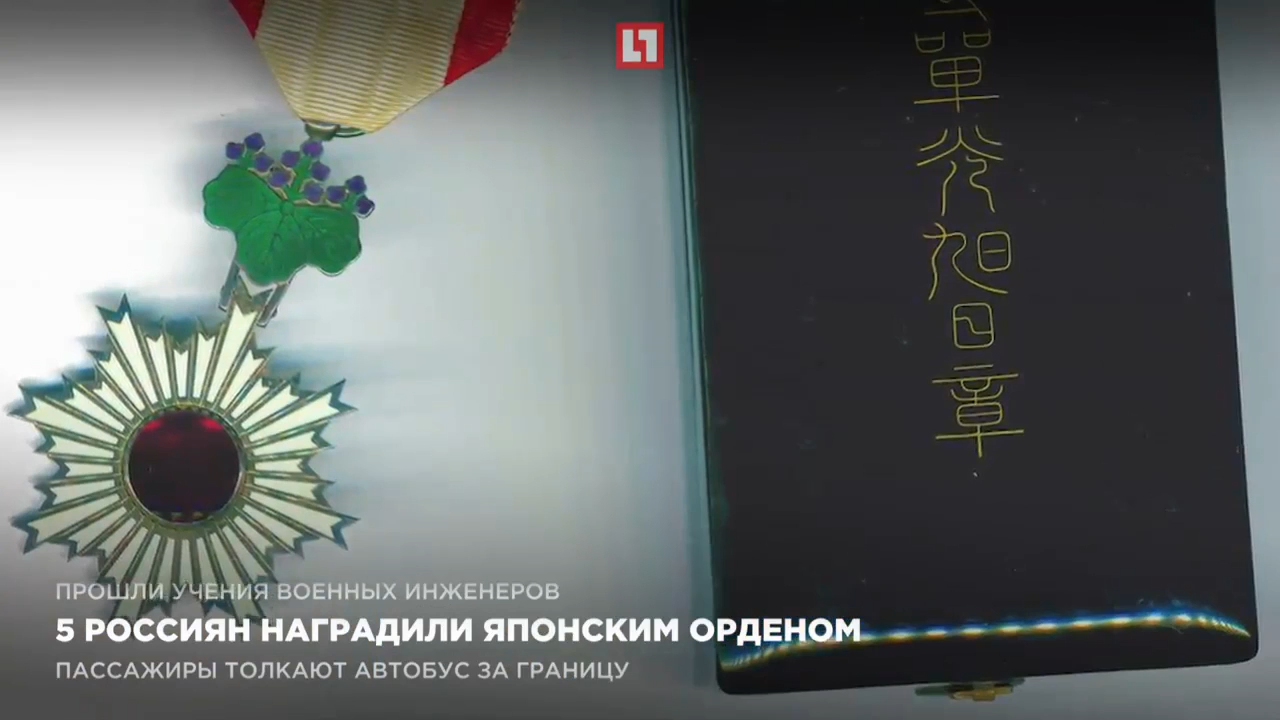 單光旭日章
ПРОШЛИ УЧЕНИЯ ВОЕННЫХ ИНЖЕНЕРОВ
5 РОССИЯН НАГРАДИЛИ ЯПОНСКИМ ОРДЕНОМ
ПАССАЖИРЫ ТОЛКАЮТ АВТОБУС ЗА ГРАНИЦУ